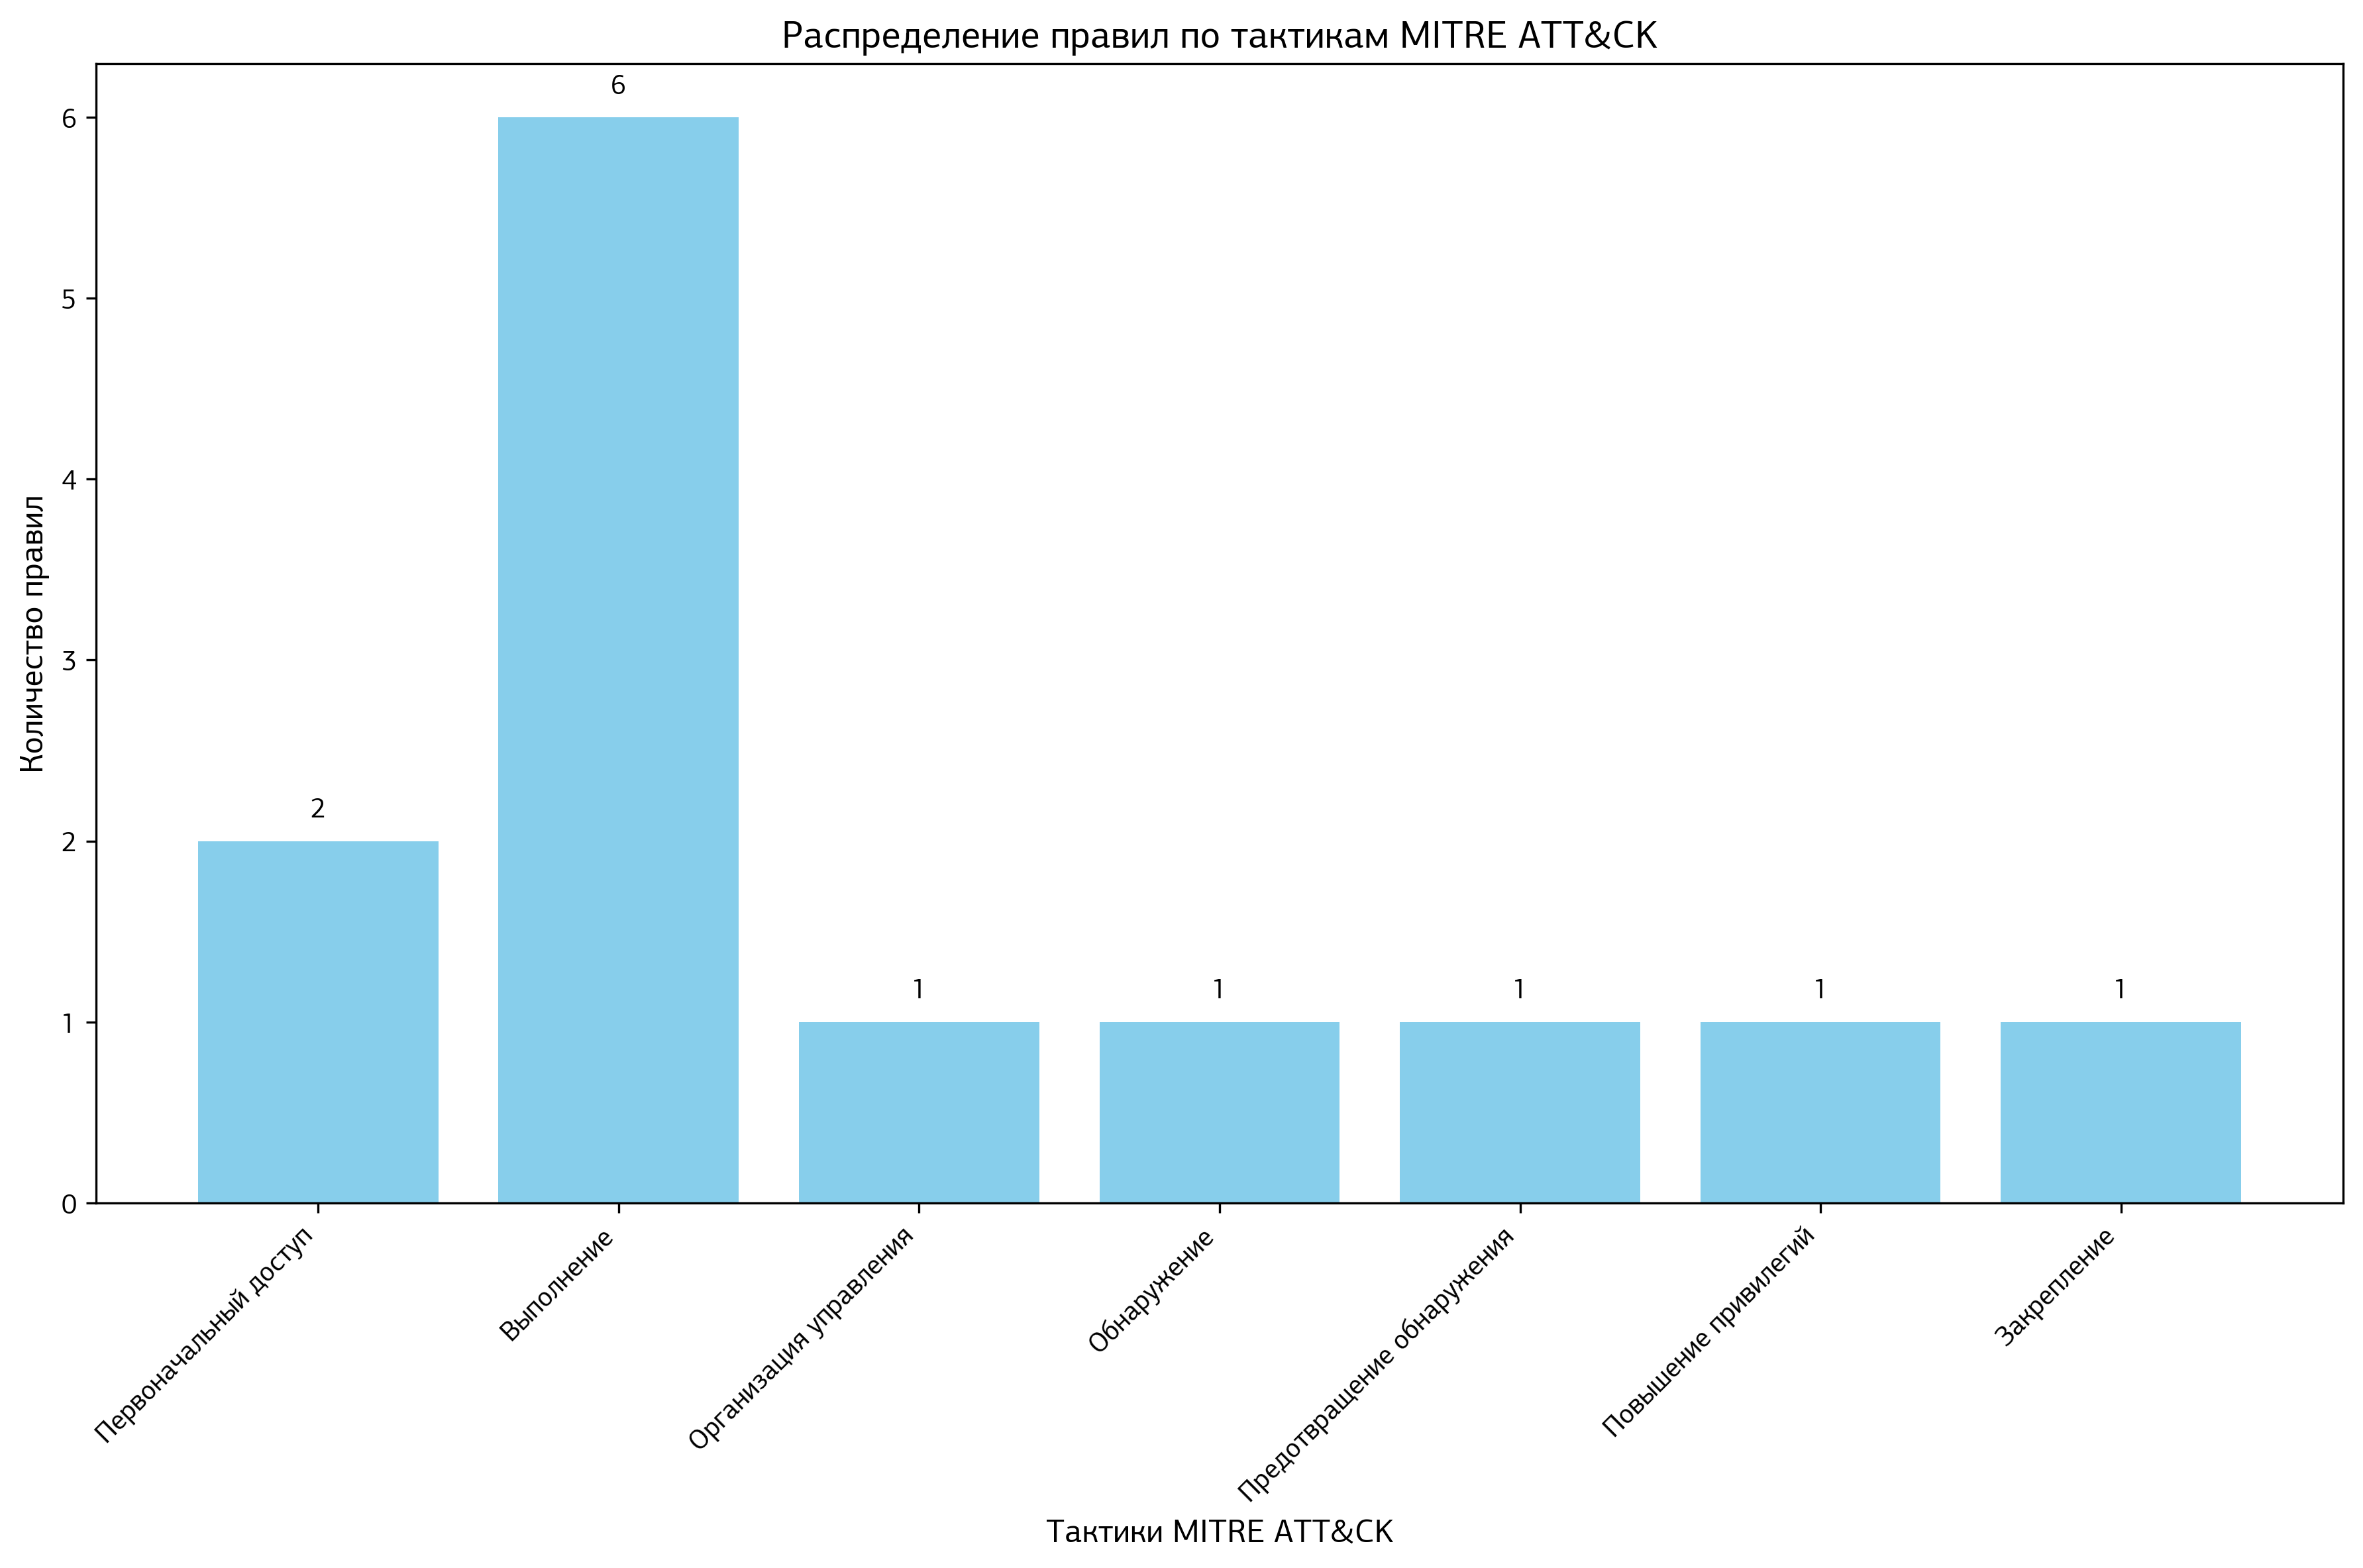 Распределение правил по тактикам MITRE ATT&CK
Количество правил
6
5
4
3
2
1
0
2
6
1
1
1
1
1
Первоначальный доступ
Выполнение
Организация управления
Обнаружение
Предотвращение обнаружения
Повышение привилегий
Закрепление
Тактики MITRE ATT&CK